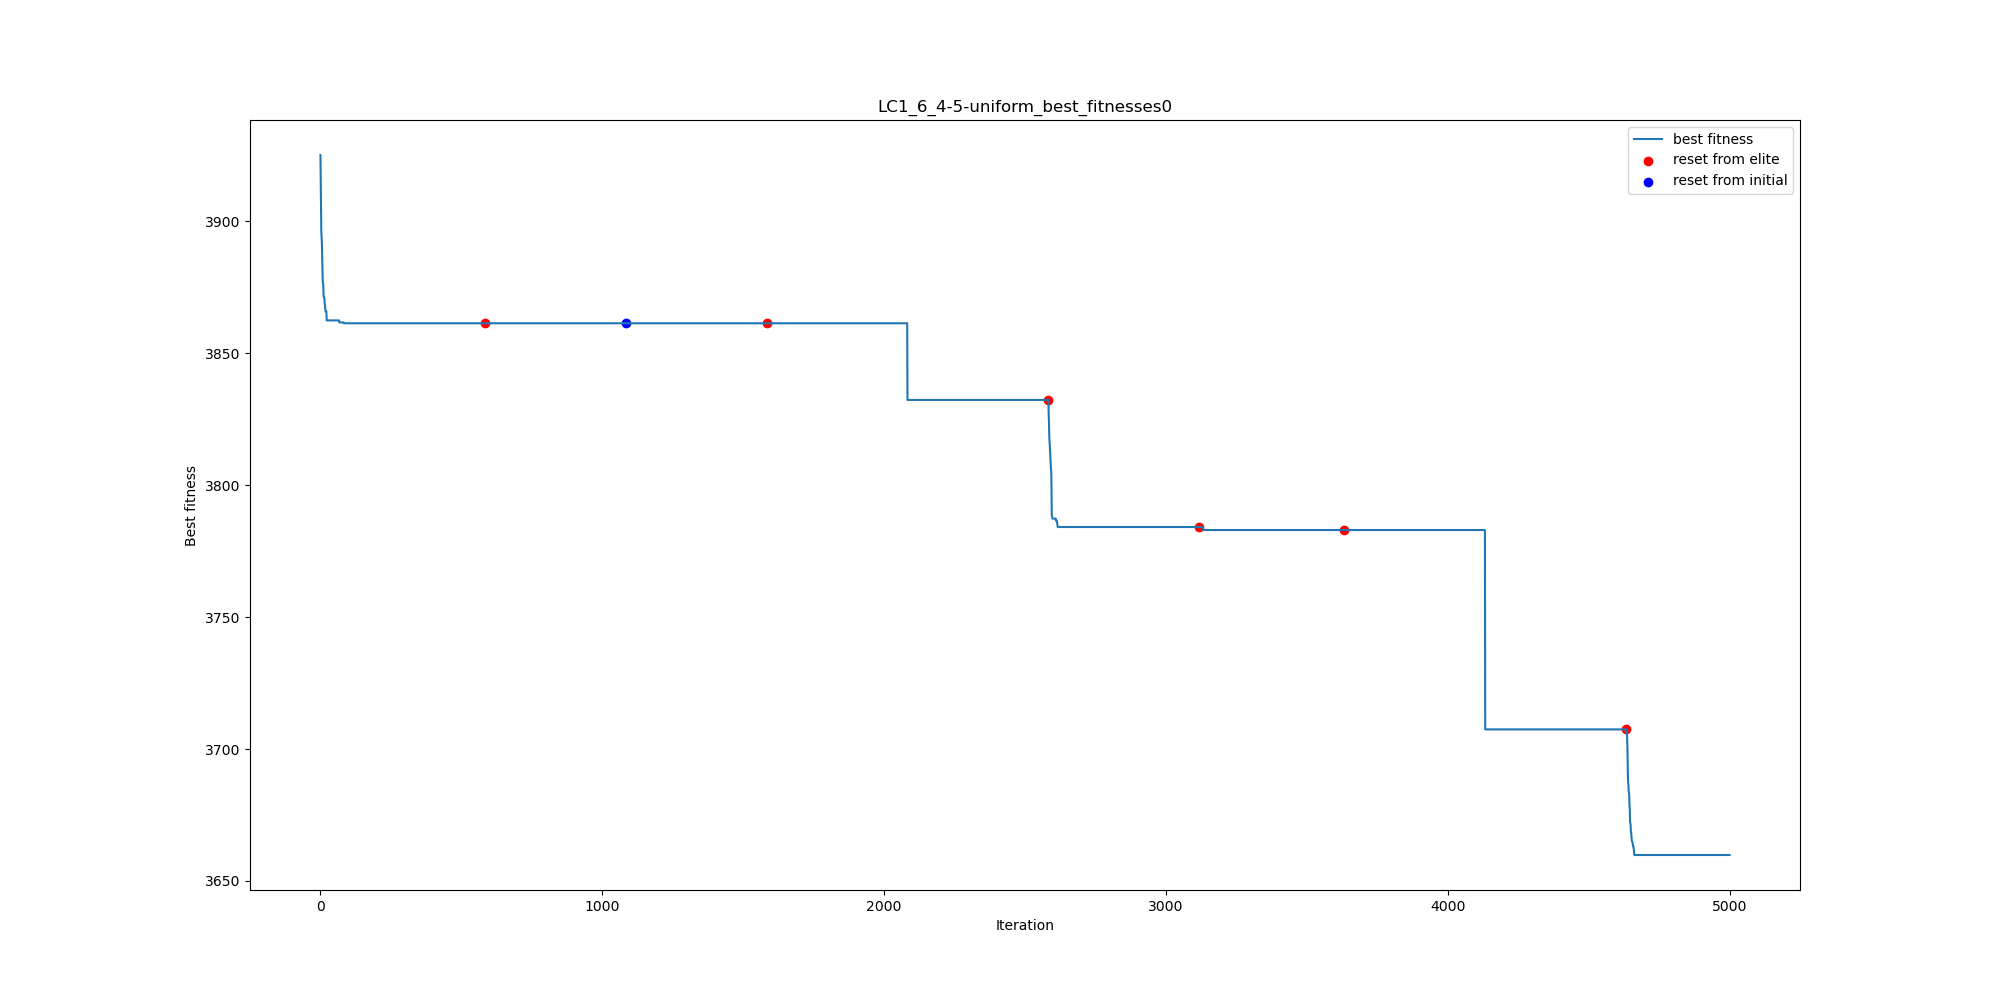 LC1_6_4-5-uniform_best_fitnesses0
best fitness
reset from elite
reset from initial
Best fitness
3900
3850
3800
3750
3700
3650
0 1000 2000 3000 4000 5000
Iteration